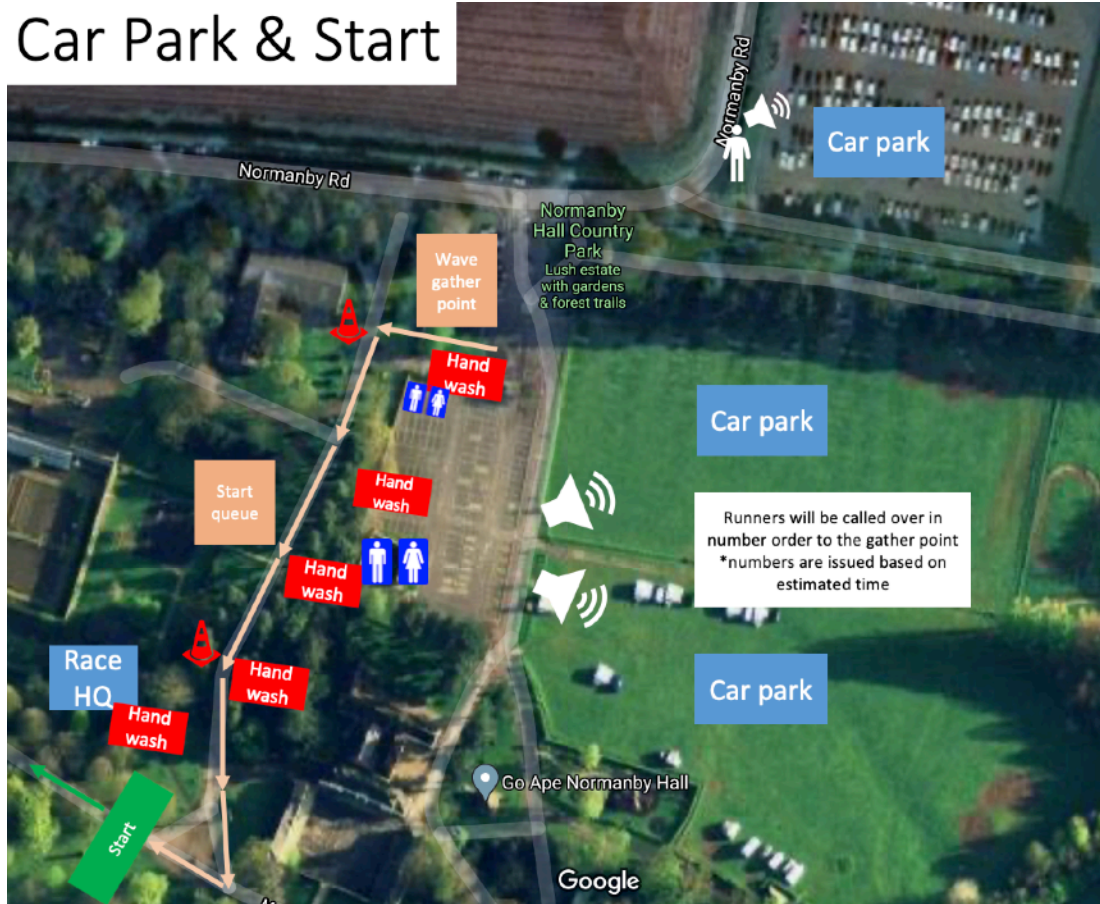 Car Park & Start
Normanby Rd
Car park
Normanby Rd
Normanby
Hall Country
Park
Lush estate
with gardens
& forest trails
Wave
gather
point
Hand
wash
Car park
Start
queue
Hand
wash
Runners will be called over in
number order to the gather point
*numbers are issued based on
estimated time
Hand
wash
Race
HQ
Hand
wash
Car park
Hand
wash
Go Ape Normanby Hall
Start
Google